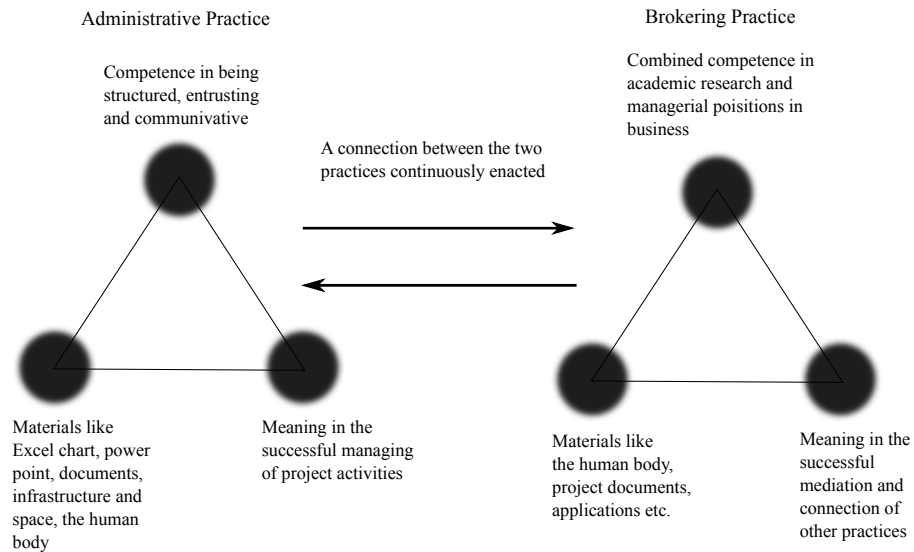 Administrative Practice
Competence in being
structured, entrusting
and communivative
Materials like
Excel chart, power
point, documents,
infrastructure and
space, the human
body
Meaning in the
successful managing
of project activities
A connection between the two
practices continuously enacted
Brokering Practice
Combined competence in
academic research and
managerial poisitions in
business
Materials like
the human body,
project documents,
applications etc.
Meaning in the
successful
mediation and
connection of
other practices